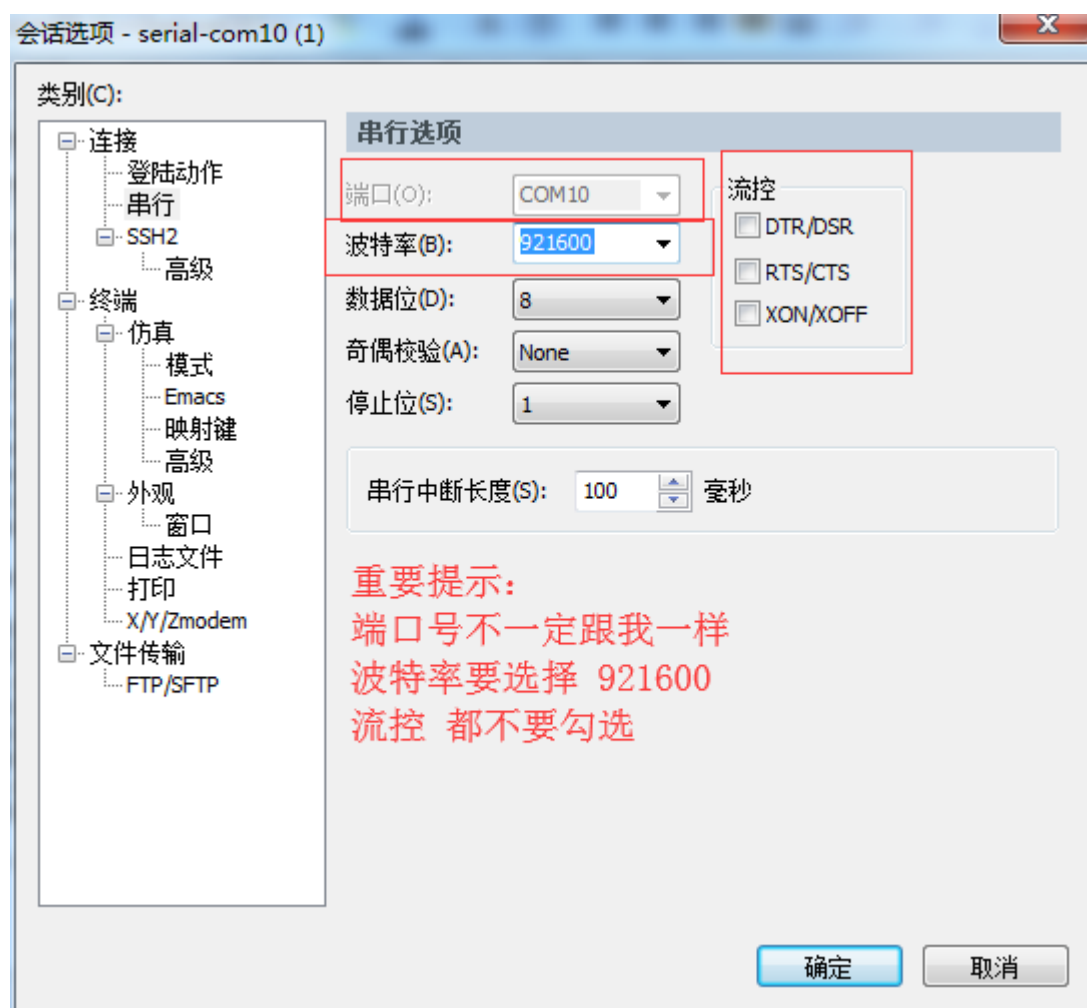 会话选项 - serial-com10 (1)
类别(C):
连接
登陆动作
串行
SSH2
高级
终端
仿真
模式
Emacs
映射键
高级
外观
窗口
日志文件
打印
X/Y/Zmodem
文件传输
FTP/SFTP
串行选项
端口(O): COM10
波特率(B): 921600
数据位(D): 8
奇偶校验(A): None
停止位(S): 1
流控
DTR/DSR
RTS/CTS
XON/XOFF
串行中断长度(S): 100 毫秒
重要提示:
端口号不一定跟我一样
波特率要选择 921600
流控 都不要勾选
确定 取消